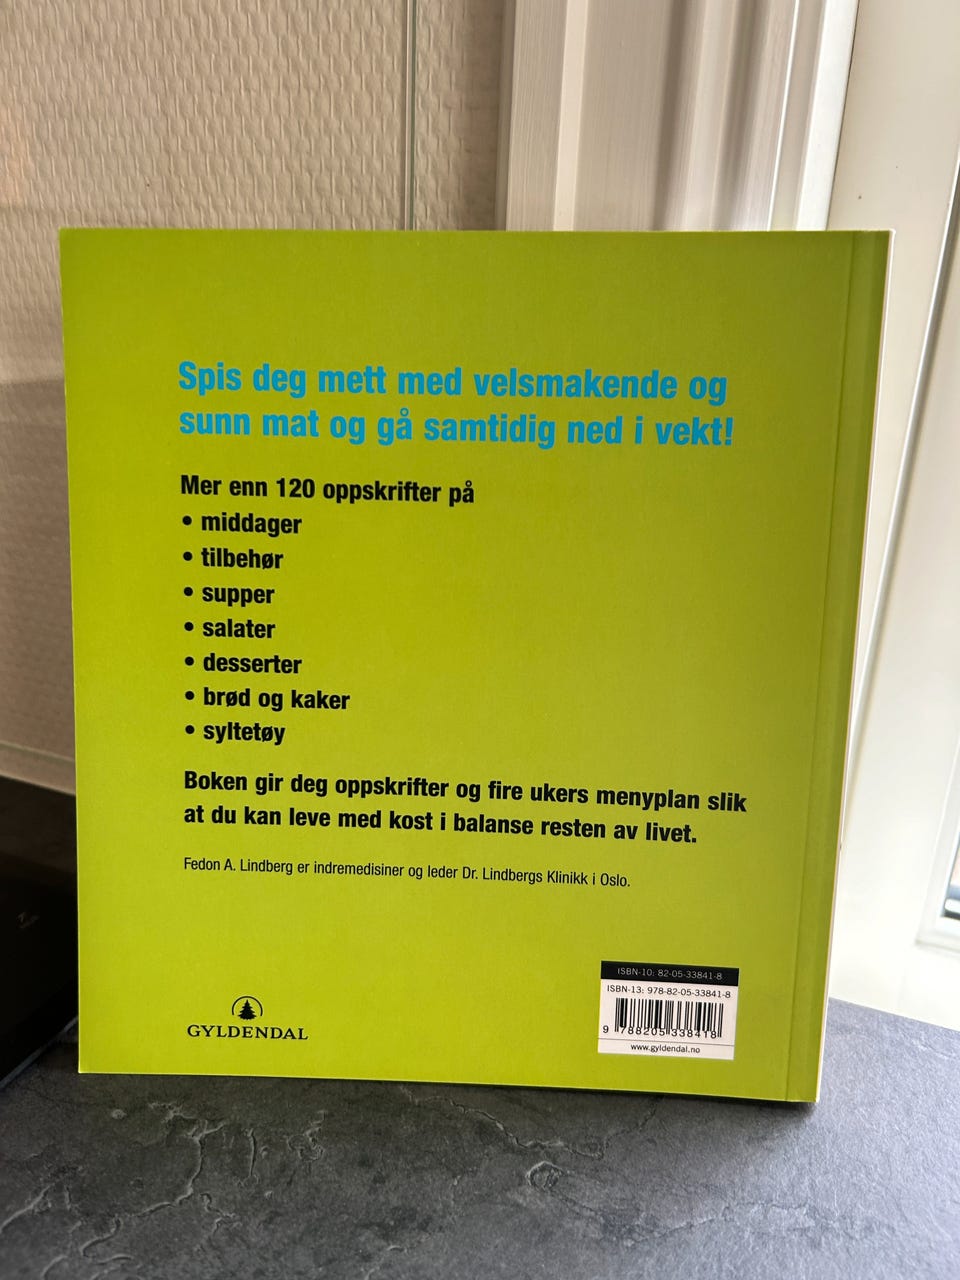 Spis deg mett med velsmakende og
sunn mat og gå samtidig ned i vekt!
Mer enn 120 oppskrifter på
• middager
• tilbehør
• supper
• salater
• desserter
• brød og kaker
• syltetøy
Boken gir deg oppskrifter og fire ukers menyplan slik
at du kan leve med kost i balanse resten av livet.
Fedon A. Lindberg er indremedisiner og leder Dr. Lindbergs Klinikk i Oslo.
GYLDENDAL
ISBN-10: 82-05-33841-8
ISBN-13: 978-82-05-33841-8
9 788205 338418
www.gyldendal.no